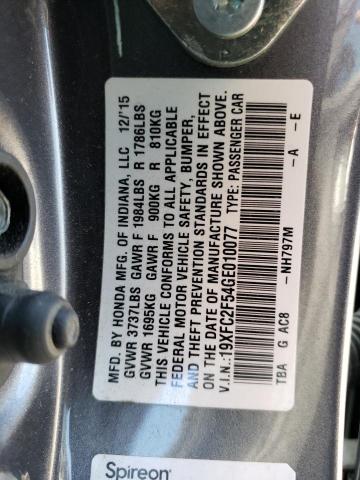 MFD. BY HONDA MFG. OF INDIANA, LLC 12/'15
GVWR 3737LBS GAWR F 1984LBS R 1786LBS
GVWR 1695KG GAWR F 900KG R 810KG
THIS VEHICLE CONFORMS TO ALL APPLICABLE
FEDERAL MOTOR VEHICLE SAFETY, BUMPER, AND
THEFT PREVENTION STANDARDS IN EFFECT
ON THE DATE OF MANUFACTURE SHOWN ABOVE.
V.I.N.:19XFC2F54GE010077 TYPE: PASSENGER CAR
TBA G AC8 -NH797M -A -E
Spireon